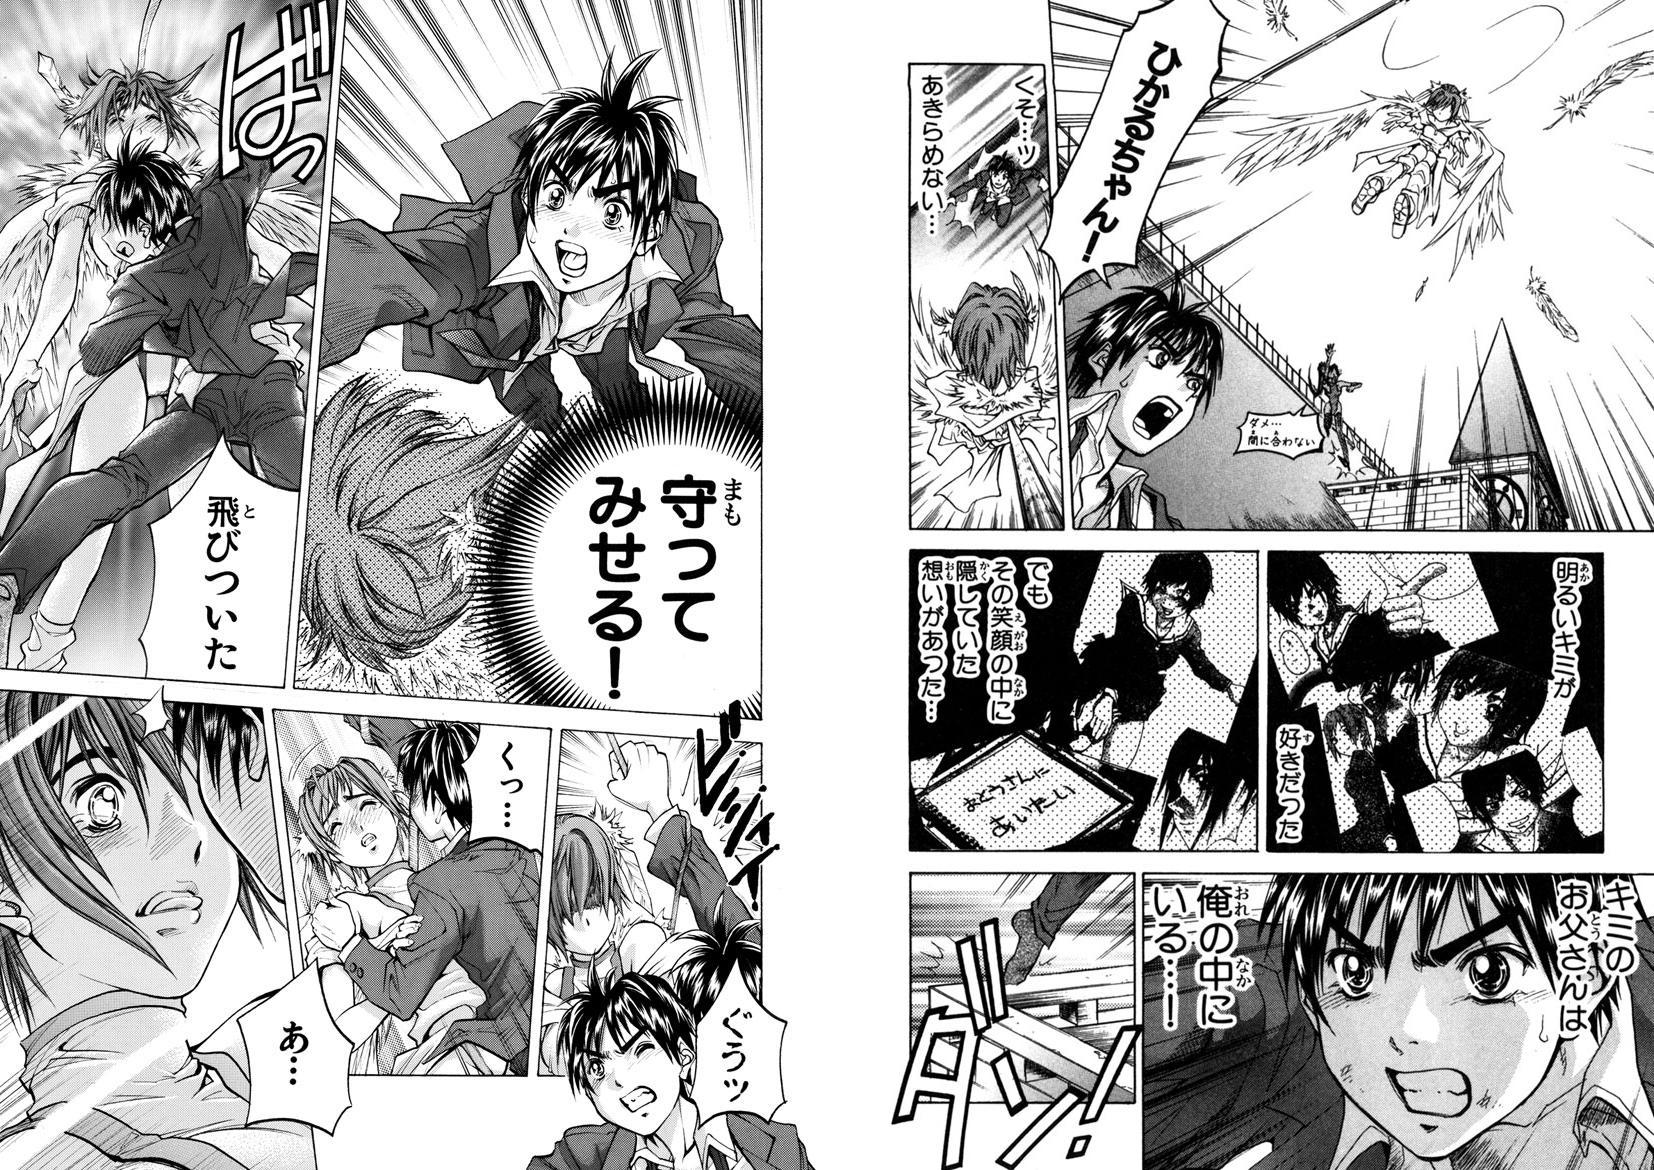 ひかるちゃん！
ダメ…
間に合わない
くそ…ッ
あきらめない…
明るいキミが
好きだった
でも
その笑顔の中に
隠していた
想いがあった…
おとうさんに
あいたい
キミの
お父さんは
俺の中に
いる……！
ダンッ！
守って
みせる！
ばっ
飛びついた
ビシィィッ
ぐうッ
くっ…
あ…